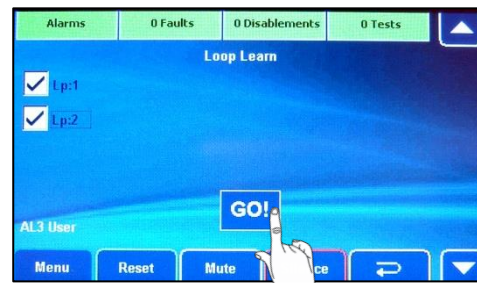 Alarms 0 Faults 0 Disablements 0 Tests
Loop Learn
Lp:1
Lp:2
GO!
AL3 User
Menu Reset Mute